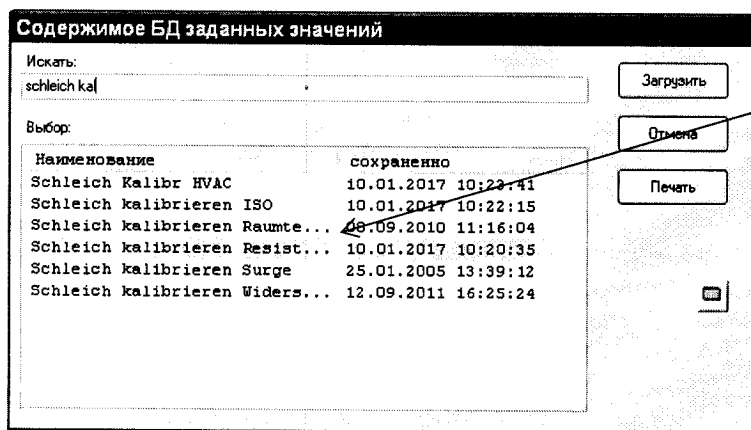 Содержимое БД заданных значений
Искать:
schleich kal
Загрузить
Выбор:
Отмена
Наименование сохраненно
Печать
Schleich Kalibr HVAC 10.01.2017 10:23:41
Schleich kalibrieren ISO 10.01.2017 10:22:15
Schleich kalibrieren Raumte... 08.09.2010 11:16:04
Schleich kalibrieren Resist... 10.01.2017 10:20:35
Schleich kalibrieren Surge 25.01.2005 13:39:12
Schleich kalibrieren Widers... 12.09.2011 16:25:24